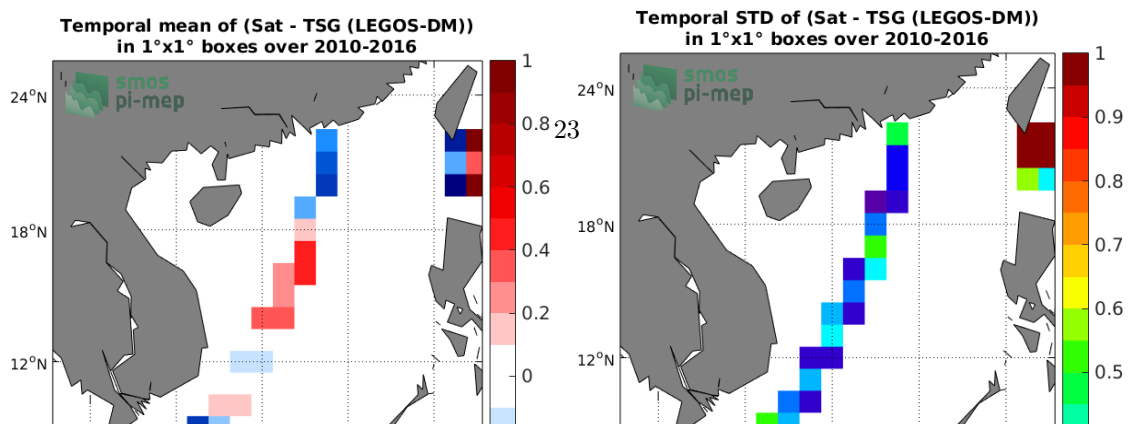 Temporal mean of (Sat - TSG (LEGOS-DM))
in 1°x1° boxes over 2010-2016
smos
pi-mep
24°N
18°N
12°N
1
0.8
0.6
0.4
0.2
0
23
Temporal STD of (Sat - TSG (LEGOS-DM))
in 1°x1° boxes over 2010-2016
smos
pi-mep
24°N
18°N
12°N
1
0.9
0.8
0.7
0.6
0.5